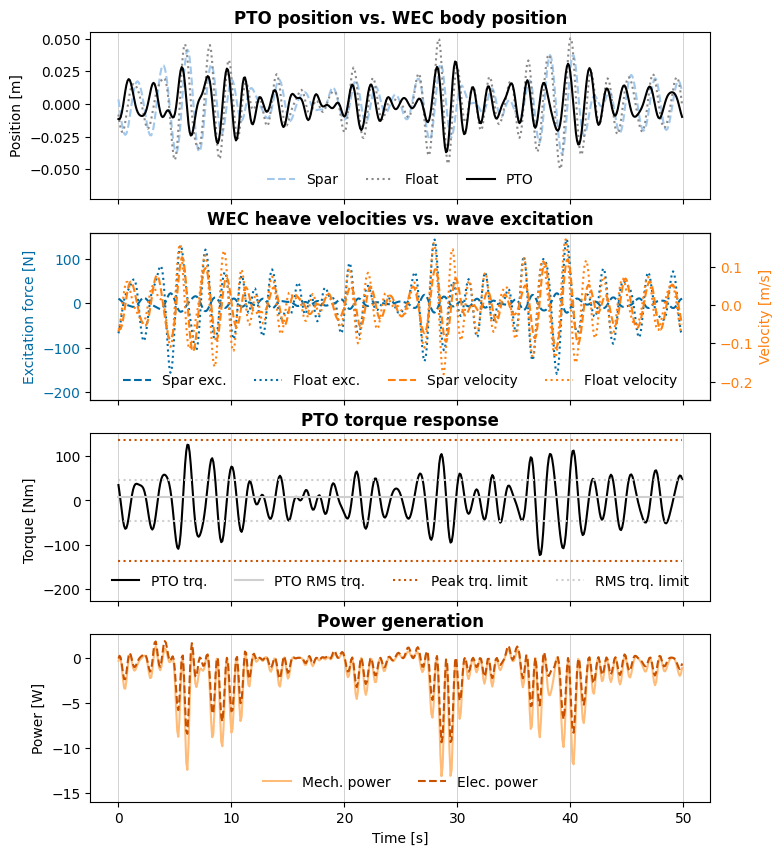 PTO position vs. WEC body position
Position [m]
0.050
0.025
0.000
−0.025
−0.050
Spar Float PTO
WEC heave velocities vs. wave excitation
Excitation force [N]
100
0
−100
−200
0.1
0.0
−0.1
−0.2
Velocity [m/s]
Spar exc. Float exc. Spar velocity Float velocity
PTO torque response
Torque [Nm]
100
0
−100
−200
PTO trq. PTO RMS trq. Peak trq. limit RMS trq. limit
Power generation
Power [W]
0
−5
−10
−15
Mech. power Elec. power
0 10 20 30 40 50
Time [s]